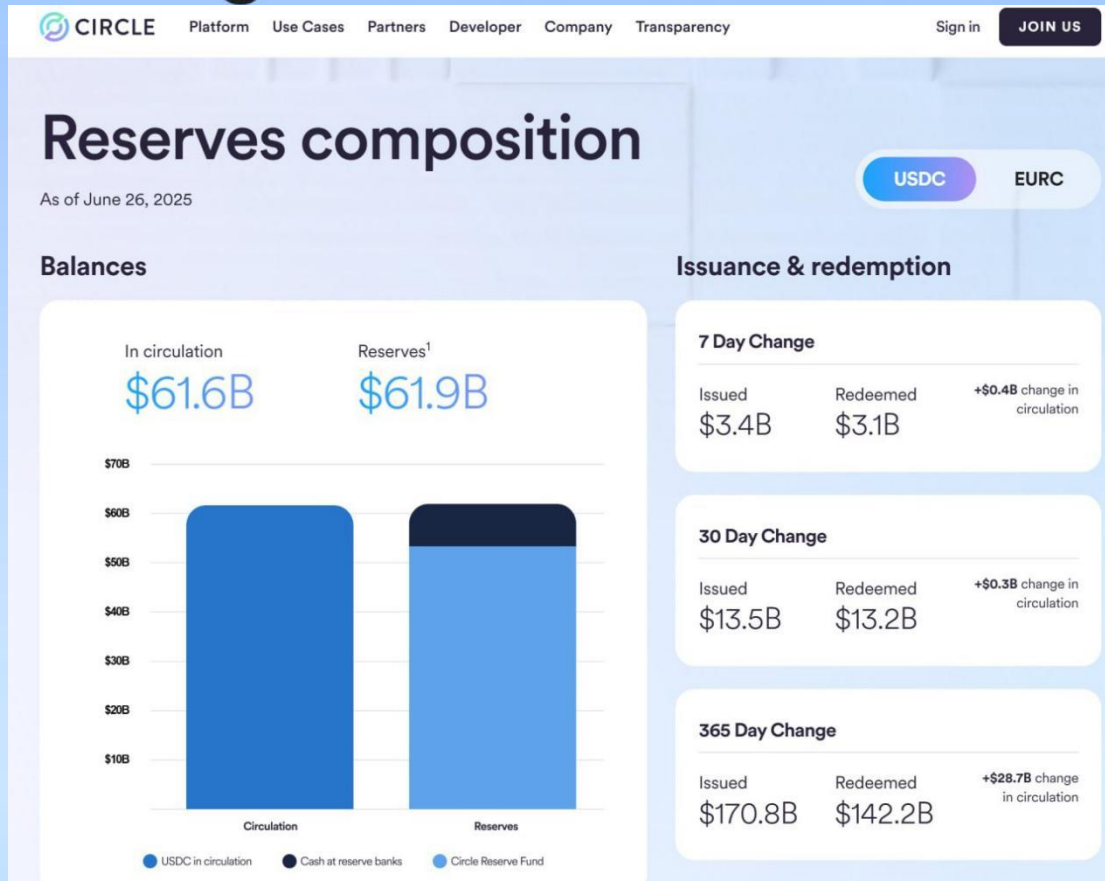 CIRCLE Platform Use Cases Partners Developer Company Transparency Sign in JOIN US
Reserves composition
As of June 26, 2025
USDC EURC
Balances
In circulation Reserves¹
$61.6B $61.9B
$70B
$60B
$50B
$40B
$30B
$20B
$10B
Circulation Reserves
USDC in circulation Cash at reserve banks Circle Reserve Fund
Issuance & redemption
7 Day Change
Issued Redeemed +$0.4B change in
$3.4B $3.1B circulation
30 Day Change
Issued Redeemed +$0.3B change in
$13.5B $13.2B circulation
365 Day Change
Issued Redeemed +$28.7B change
$170.8B $142.2B in circulation